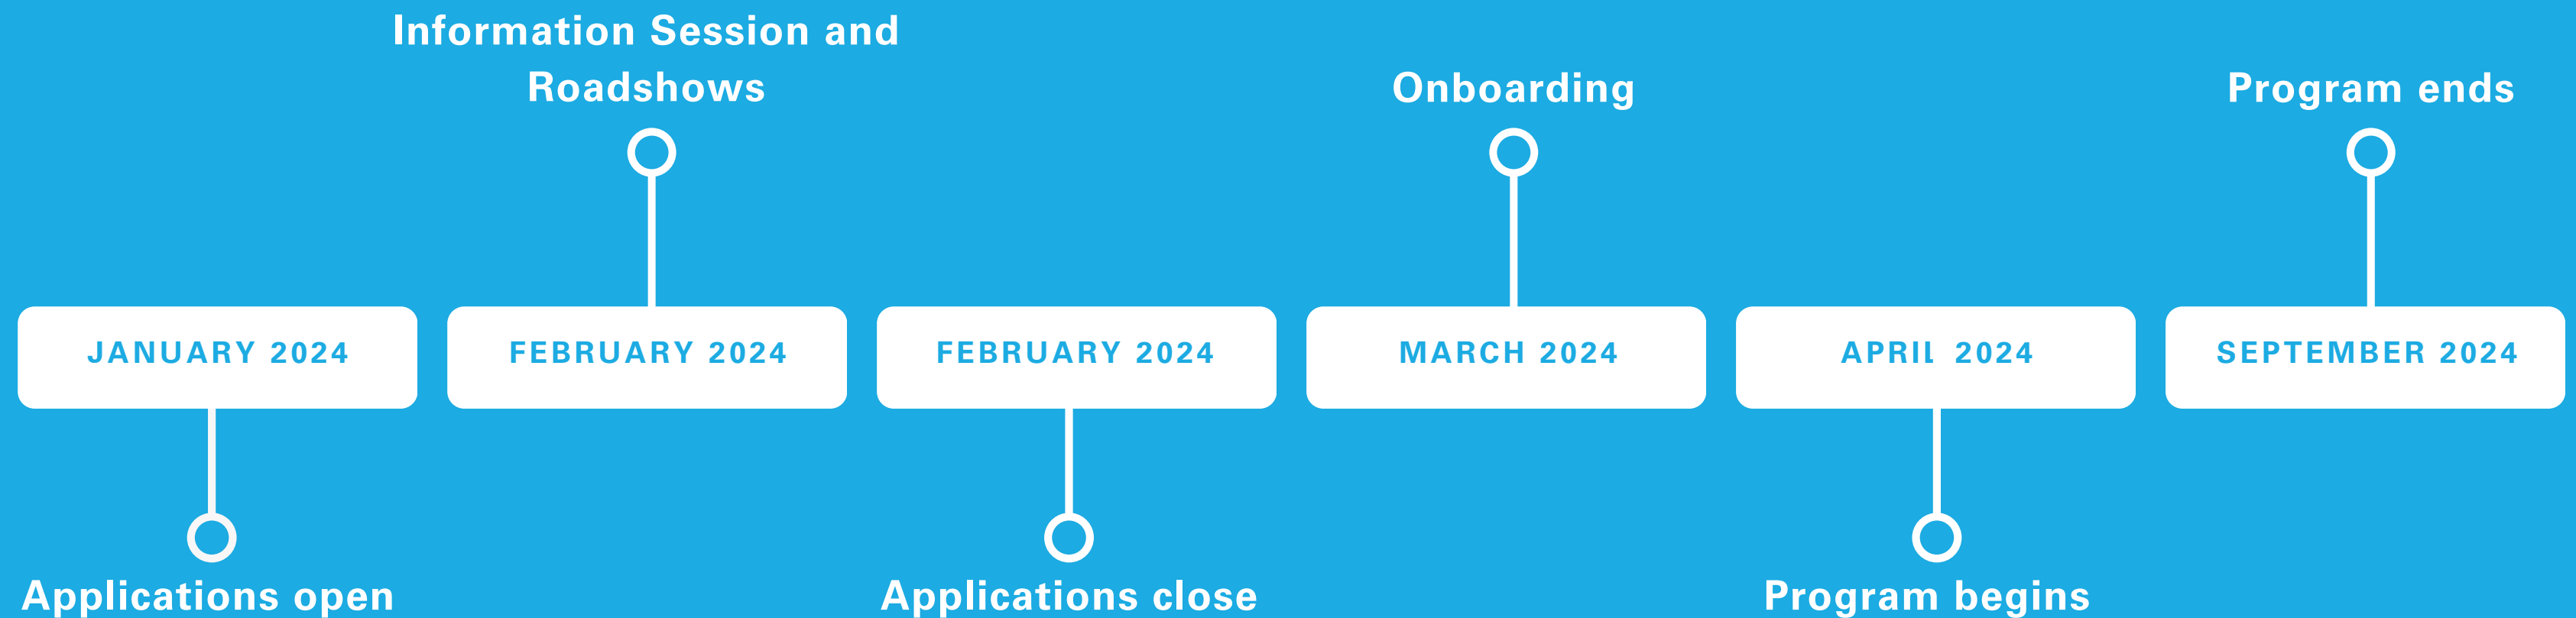 Information Session and
Roadshows
Onboarding
Program ends
JANUARY 2024
FEBRUARY 2024
FEBRUARY 2024
MARCH 2024
APRIL 2024
SEPTEMBER 2024
Applications open
Applications close
Program begins